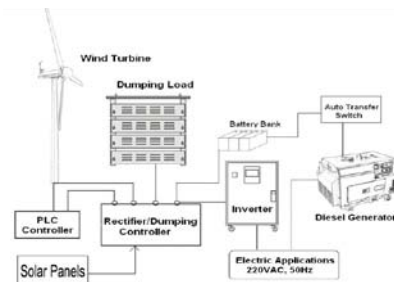 Wind Turbine
Dumping Load
Battery Bank
Auto Transfer
Switch
PLC
Controller
Rectifier/Dumping
Controller
Inverter
Diesel Generator
Solar Panels
Electric Applications
220VAC, 50Hz